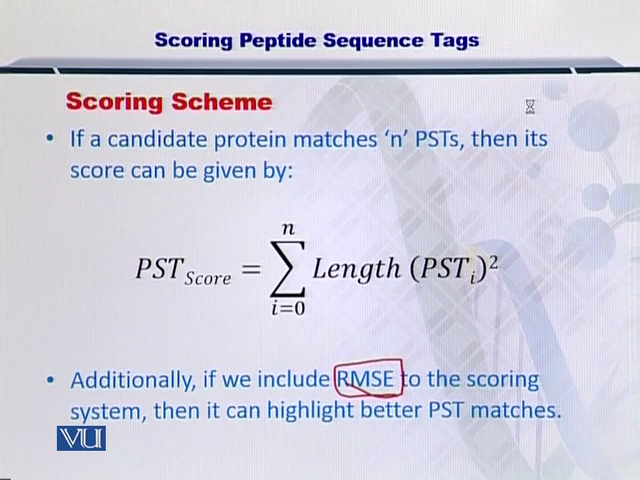 Scoring Peptide Sequence Tags
Scoring Scheme
• If a candidate protein matches ‘n’ PSTs, then its
score can be given by:
n
PST Score = ∑ Length (PST i)²
i=0
• Additionally, if we include RMSE to the scoring
system, then it can highlight better PST matches.
VU